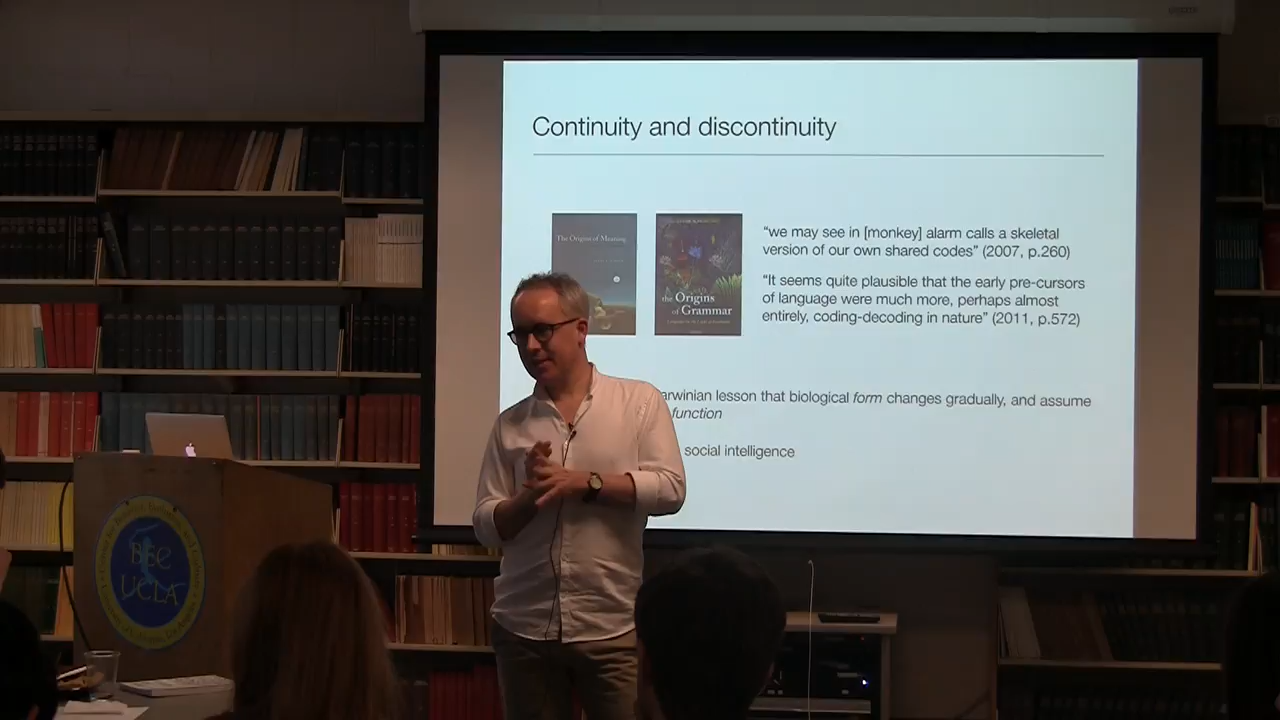 Continuity and discontinuity
The Origins of Meaning
the Origins
of Grammar
“we may see in [monkey] alarm calls a skeletal
version of our own shared codes” (2007, p.260)
“It seems quite plausible that the early pre-cursors
of language were much more, perhaps almost
entirely, coding-decoding in nature” (2011, p.572)
arwinian lesson that biological form changes gradually, and assume
function
social intelligence
BEC
UCLA